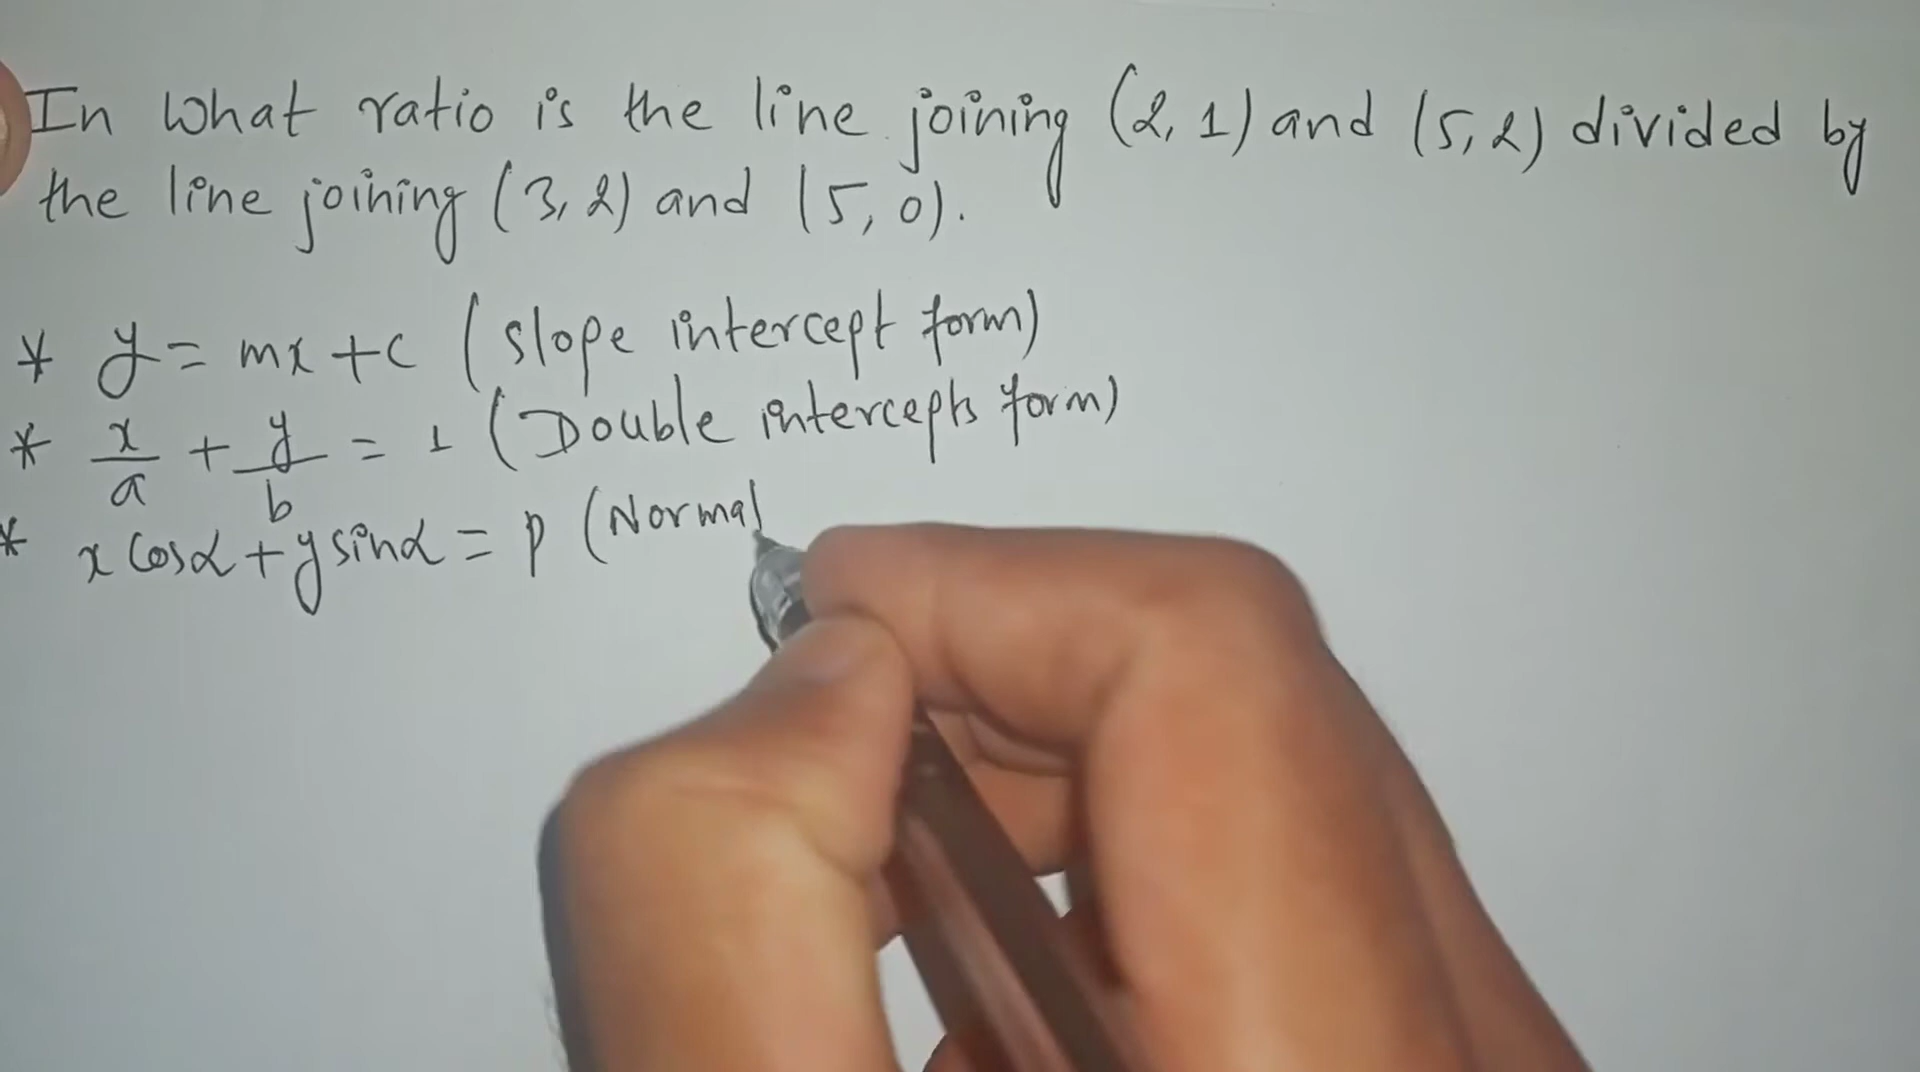 In what ratio is the line joining (2, 1) and (5, 2) divided by
the line joining (3, 2) and (5, 0).
* y = mx + c (slope intercept form)
* x/a + y/b = 1 (Double intercepts form)
* x cosα + y sinα = p (Normal